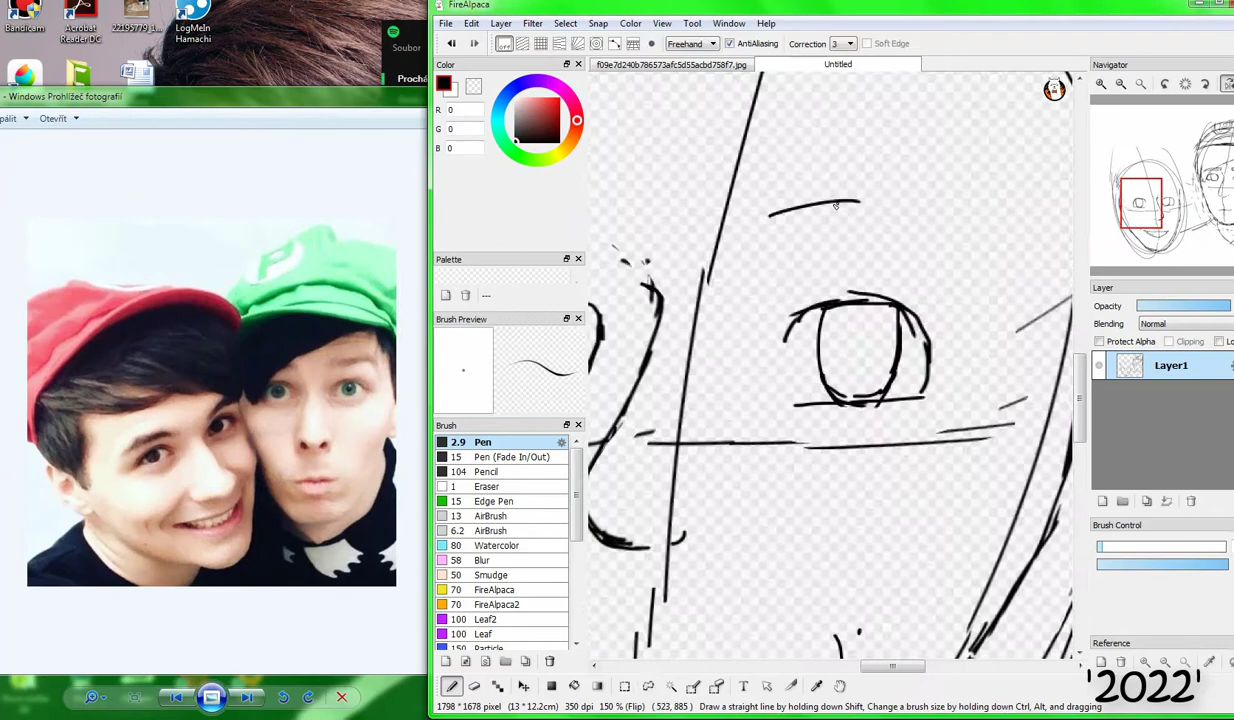 Bandicam
Acrobat Reader DC
22195779_1...
LogMeIn Hamachi
Soubor
Prochá
- Windows Prohlížeč fotografií
pálit
Otevřít
P
FireAlpaca
File Edit Layer Filter Select Snap Color View Tool Window Help
off
Freehand
AntiAliasing
Correction 3
Soft Edge
Color
R 0
G 0
B 0
f09e7d240b786573afc5d55acbd758f7.jpg
Untitled
Navigator
Palette
---
Brush Preview
Brush
2.9 Pen
15 Pen (Fade In/Out)
104 Pencil
1 Eraser
15 Edge Pen
13 AirBrush
6.2 AirBrush
80 Watercolor
58 Blur
50 Smudge
70 FireAlpaca
70 FireAlpaca2
100 Leaf2
100 Leaf
150 Particle
Layer
Opacity
Blending Normal
Protect Alpha
Clipping
Lo
Layer1
Brush Control
Reference
'2022'
1798 * 1678 pixel (13 * 12.2cm) 350 dpi 150 % (Flip) ( 523, 885 ) Draw a straight line by holding down Shift, Change a brush size by holding down Ctrl, Alt, and dragging